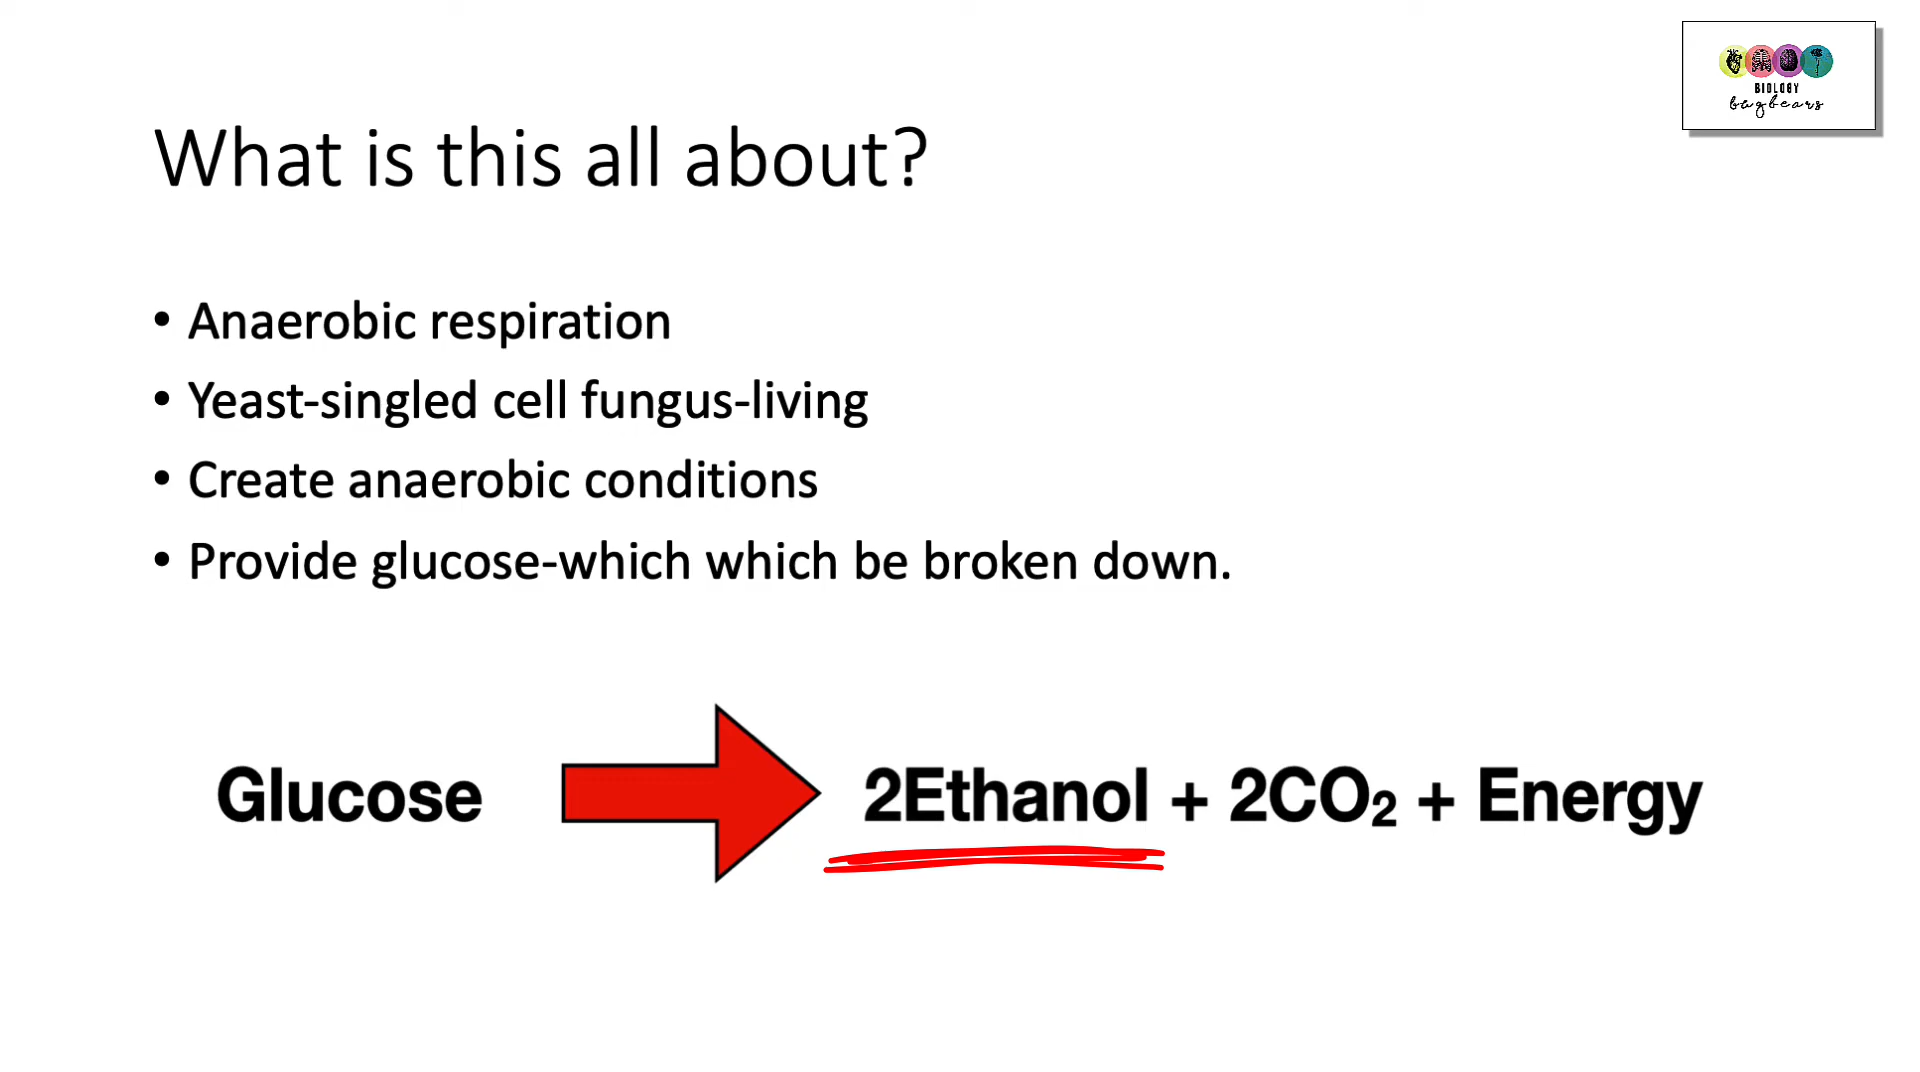 BIOLOGY
bugbears
What is this all about?
• Anaerobic respiration
• Yeast-singled cell fungus-living
• Create anaerobic conditions
• Provide glucose-which which be broken down.
Glucose 2Ethanol + 2CO₂ + Energy